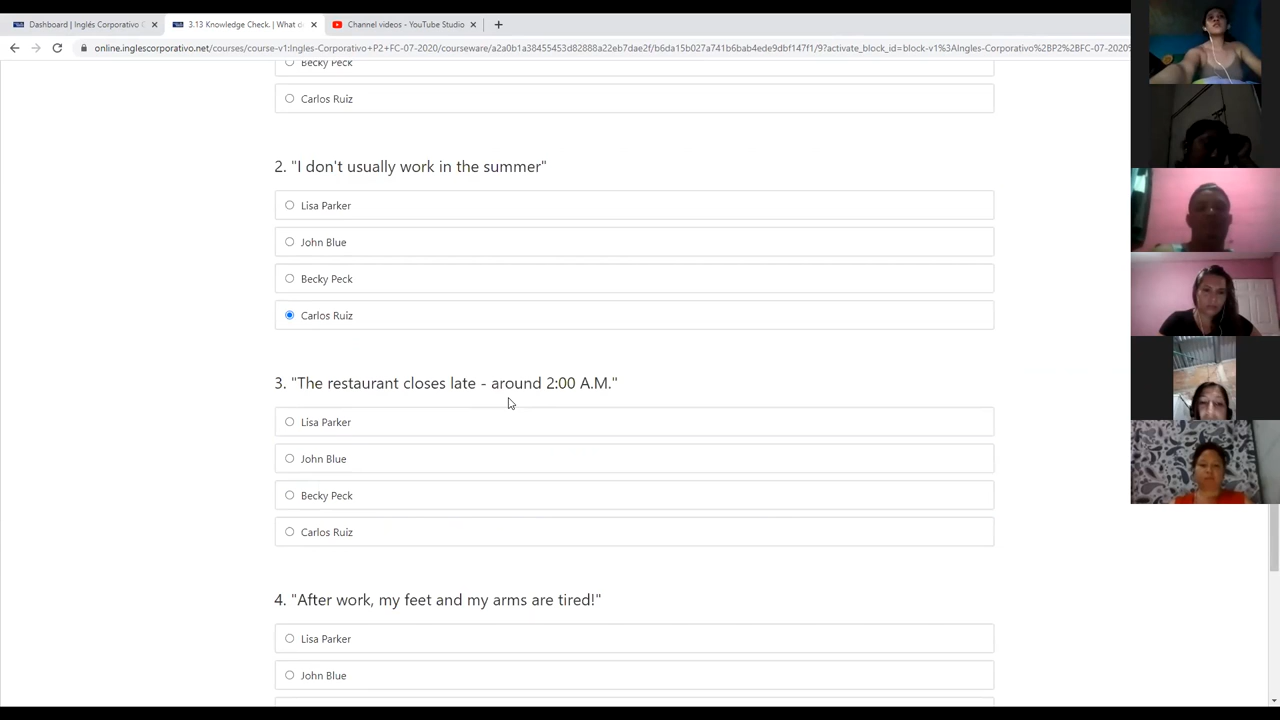 Dashboard | Inglés Corporativo
3.13 Knowledge Check. | What d
Channel videos - YouTube Studio
online.inglescorporativo.net/courses/course-v1:Ingles-Corporativo+P2+FC-07-2020/courseware/a2a0b1a38455453d82888a22eb7dae2f/b6da15b027a741b6bab4ede9dbf147f1/9?activate_block_id=block-v1%3AIngles-Corporativo%2BP2%2BFC-07-2020%
Becky Peck
Carlos Ruiz
2. "I don't usually work in the summer"
Lisa Parker
John Blue
Becky Peck
Carlos Ruiz
3. "The restaurant closes late - around 2:00 A.M."
Lisa Parker
John Blue
Becky Peck
Carlos Ruiz
4. "After work, my feet and my arms are tired!"
Lisa Parker
John Blue